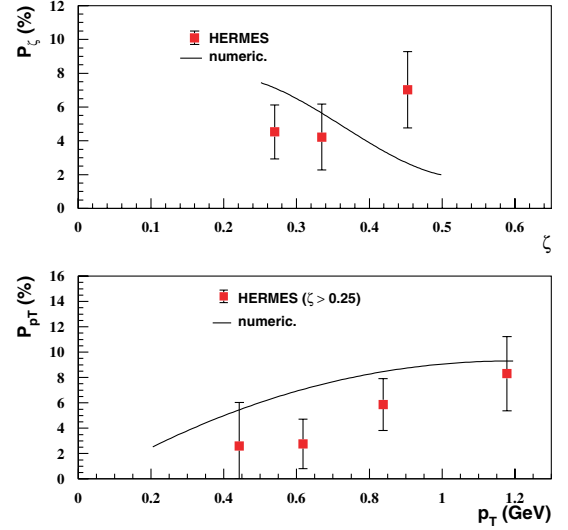 P_ζ (%)
12
10
8
6
4
2
0
HERMES
numeric.
0 0.1 0.2 0.3 0.4 0.5 0.6
ζ
P_pT (%)
16
14
12
10
8
6
4
2
0
HERMES (ζ > 0.25)
numeric.
0 0.2 0.4 0.6 0.8 1 1.2
p_T (GeV)